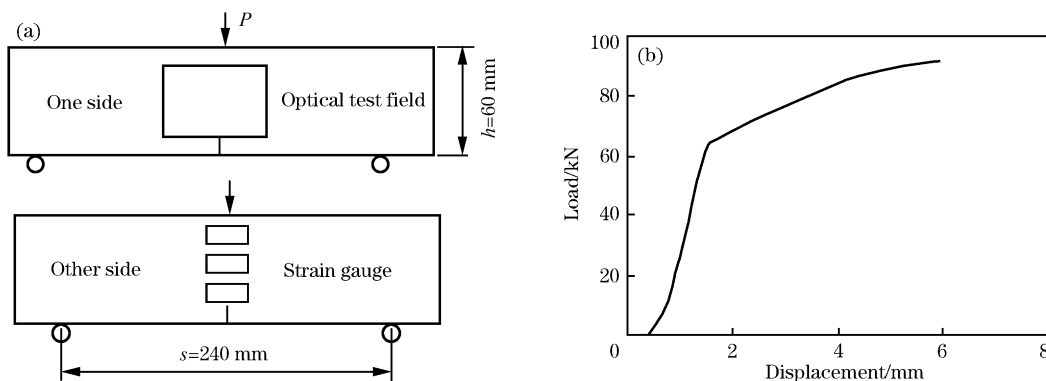 (a)
P
One side
Optical test field
h=60 mm
Other side
Strain gauge
s=240 mm
(b)
100
80
60
40
20
0
2
4
6
8
Load/kN
Displacement/mm